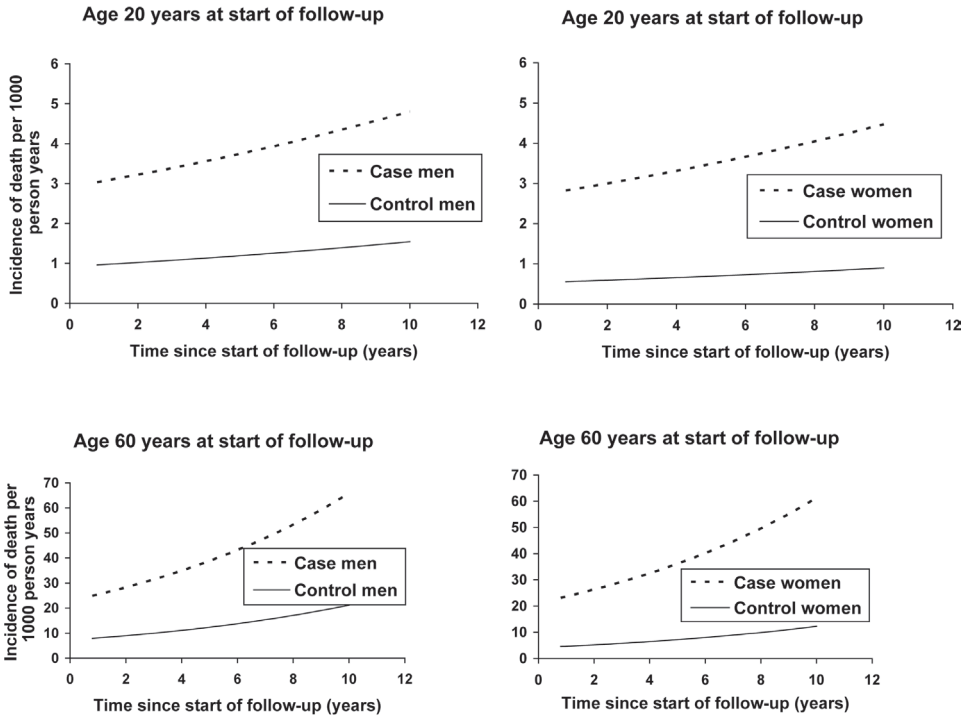 Age 20 years at start of follow-up
Incidence of death per 1000
person years
6
5
4
3
2
1
0
Case men
Control men
0 2 4 6 8 10 12
Time since start of follow-up (years)
Age 20 years at start of follow-up
6
5
4
3
2
1
0
Case women
Control women
0 2 4 6 8 10 12
Time since start of follow-up (years)
Age 60 years at start of follow-up
Incidence of death per
1000 person years
70
60
50
40
30
20
10
0
Case men
Control men
0 2 4 6 8 10 12
Time since start of follow-up (years)
Age 60 years at start of follow-up
70
60
50
40
30
20
10
0
Case women
Control women
0 2 4 6 8 10 12
Time since start of follow-up (years)